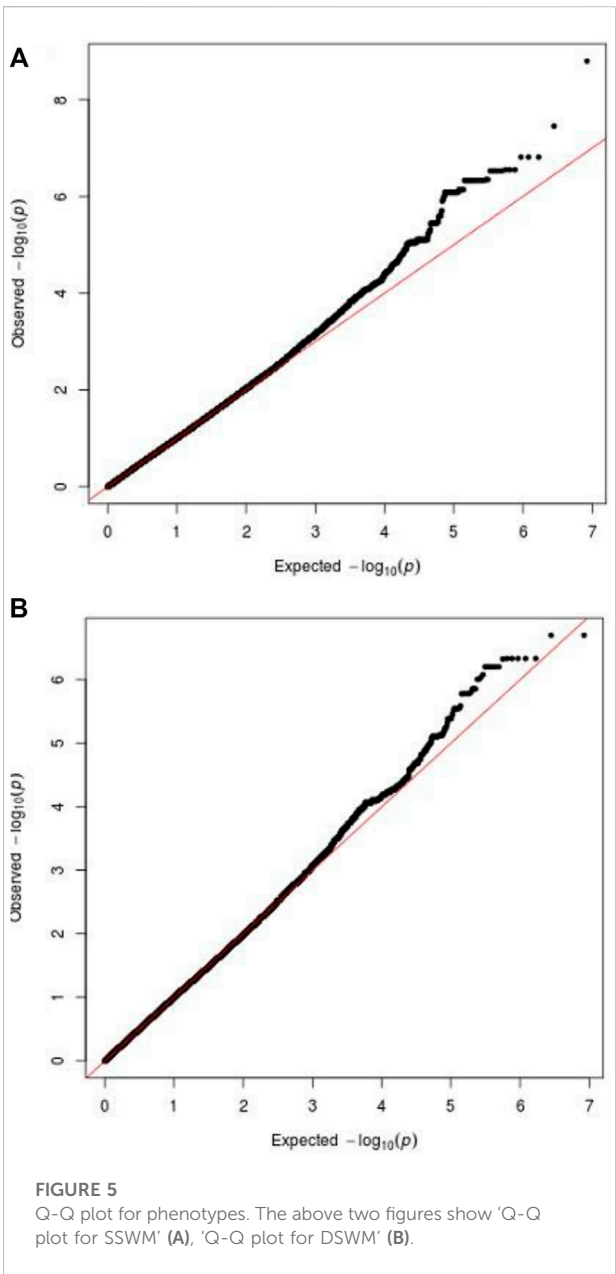 A
8
6
4
2
0
Observed −log10(p)
0 1 2 3 4 5 6 7
Expected −log10(p)
B
6
5
4
3
2
1
0
Observed −log10(p)
0 1 2 3 4 5 6 7
Expected −log10(p)
FIGURE 5
Q-Q plot for phenotypes. The above two figures show ‘Q-Q
plot for SSWM’ (A), ‘Q-Q plot for DSWM’ (B).